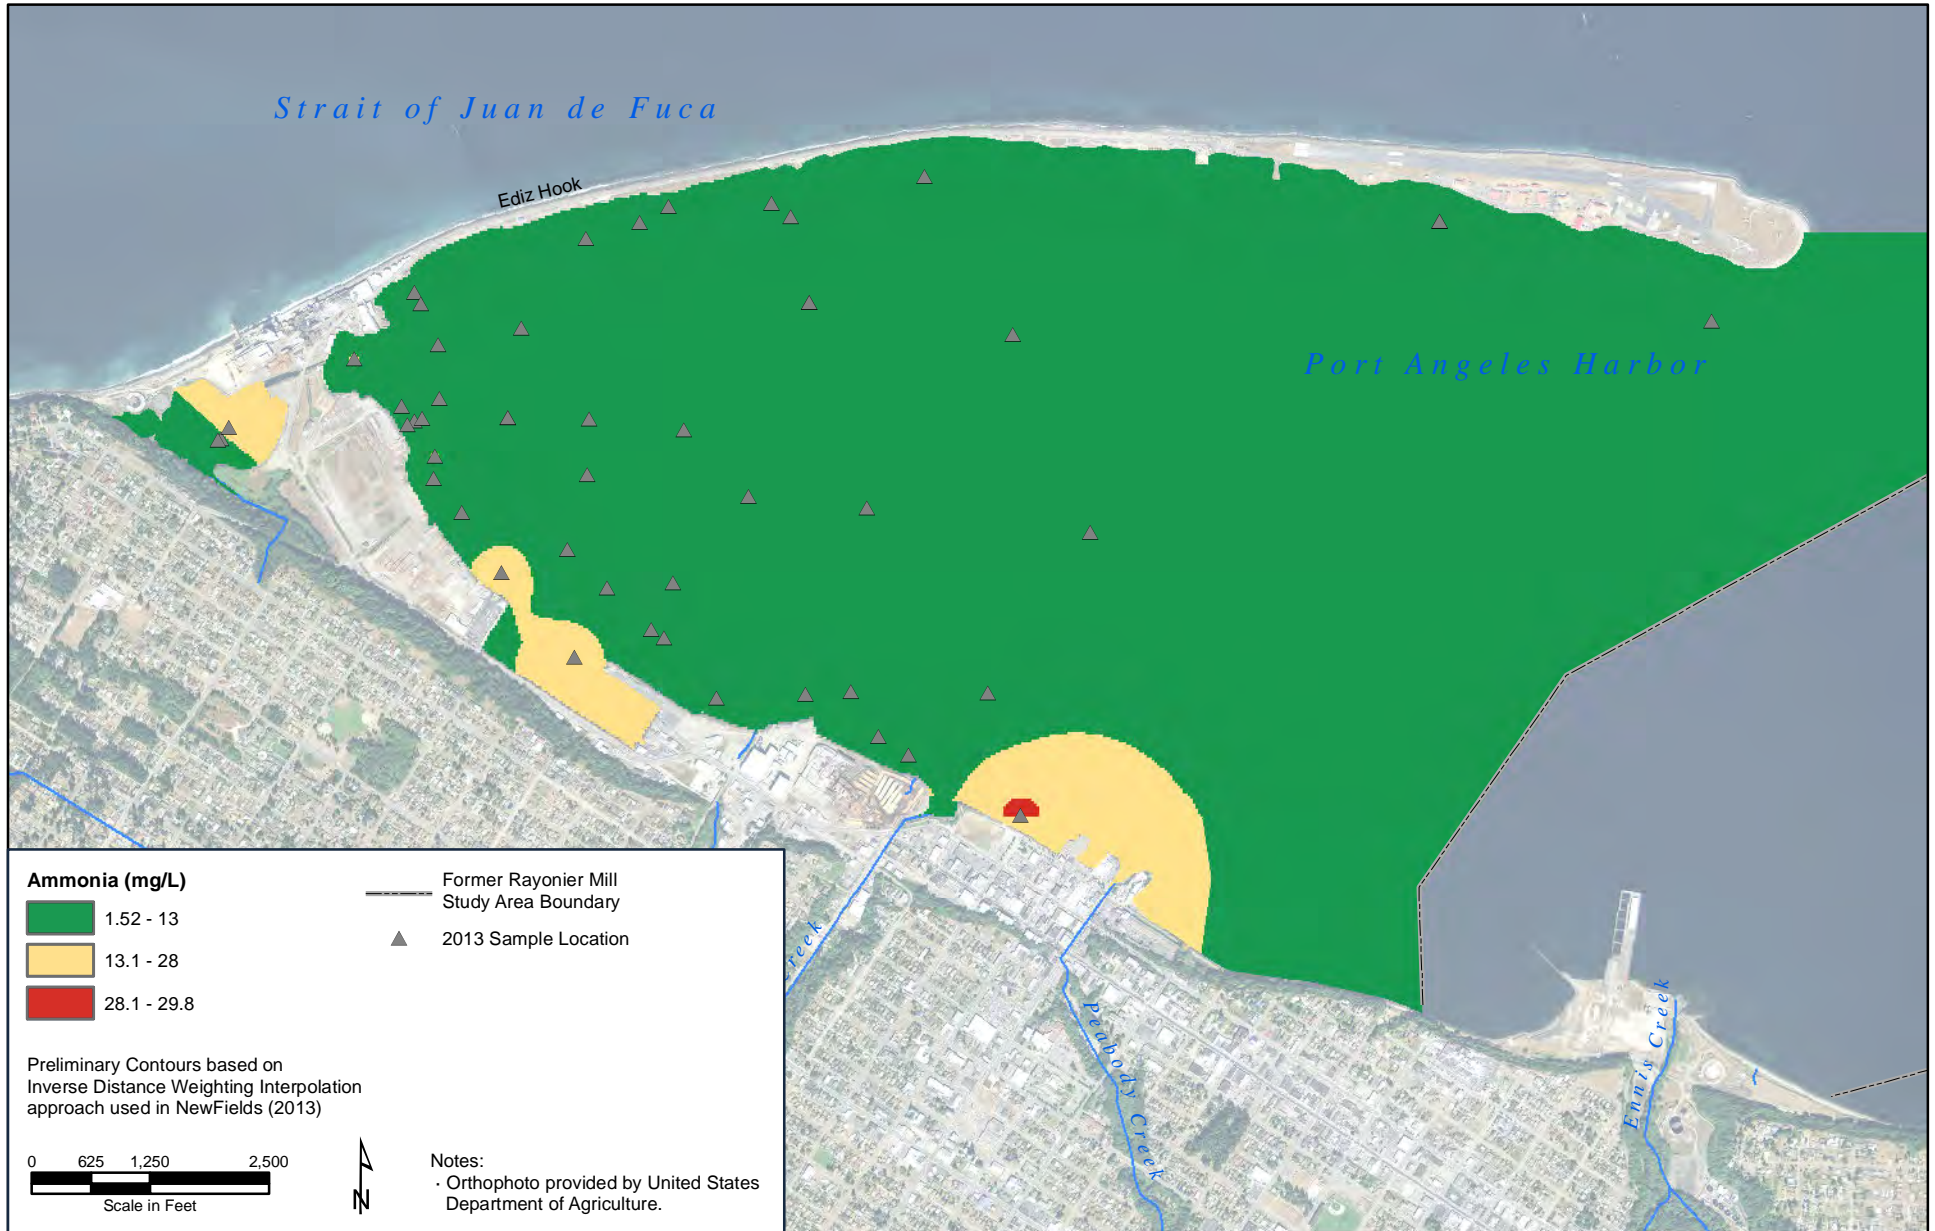 Strait of Juan de Fuca
Ediz Hook
Port Angeles Harbor
Creek
Peabody Creek
Ennis Creek
Ammonia (mg/L)
1.52 - 13
13.1 - 28
28.1 - 29.8
Former Rayonier Mill
Study Area Boundary
2013 Sample Location
Preliminary Contours based on
Inverse Distance Weighting Interpolation
approach used in NewFields (2013)
0 625 1,250 2,500
Scale in Feet
N
Notes:
· Orthophoto provided by United States
Department of Agriculture.